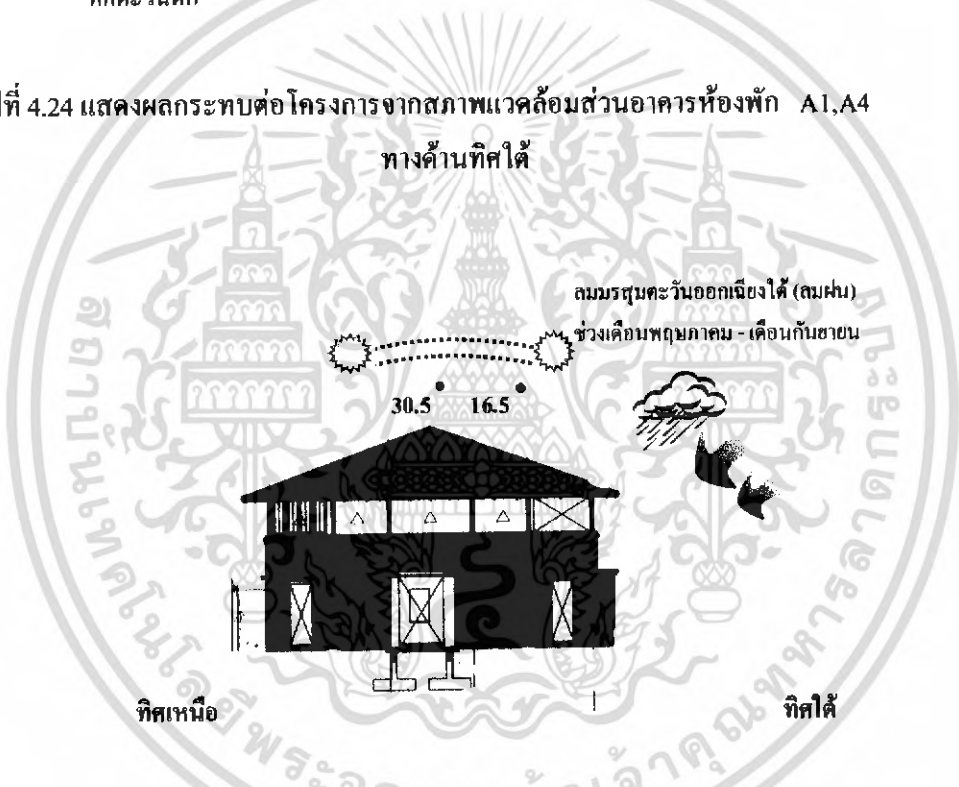 ที่ 4.24 แสดงผลกระทบต่อโครงการจากสภาพแวดล้อมส่วนอาคารห้องพัก A1,A4
ทางด้านทิศใต้
ลมมรสุมตะวันออกเฉียงใต้ (ลมฝน)
ช่วงเดือนพฤษภาคม - เดือนกันยายน
30.5 16.5
ทิศเหนือ
ทิศใต้